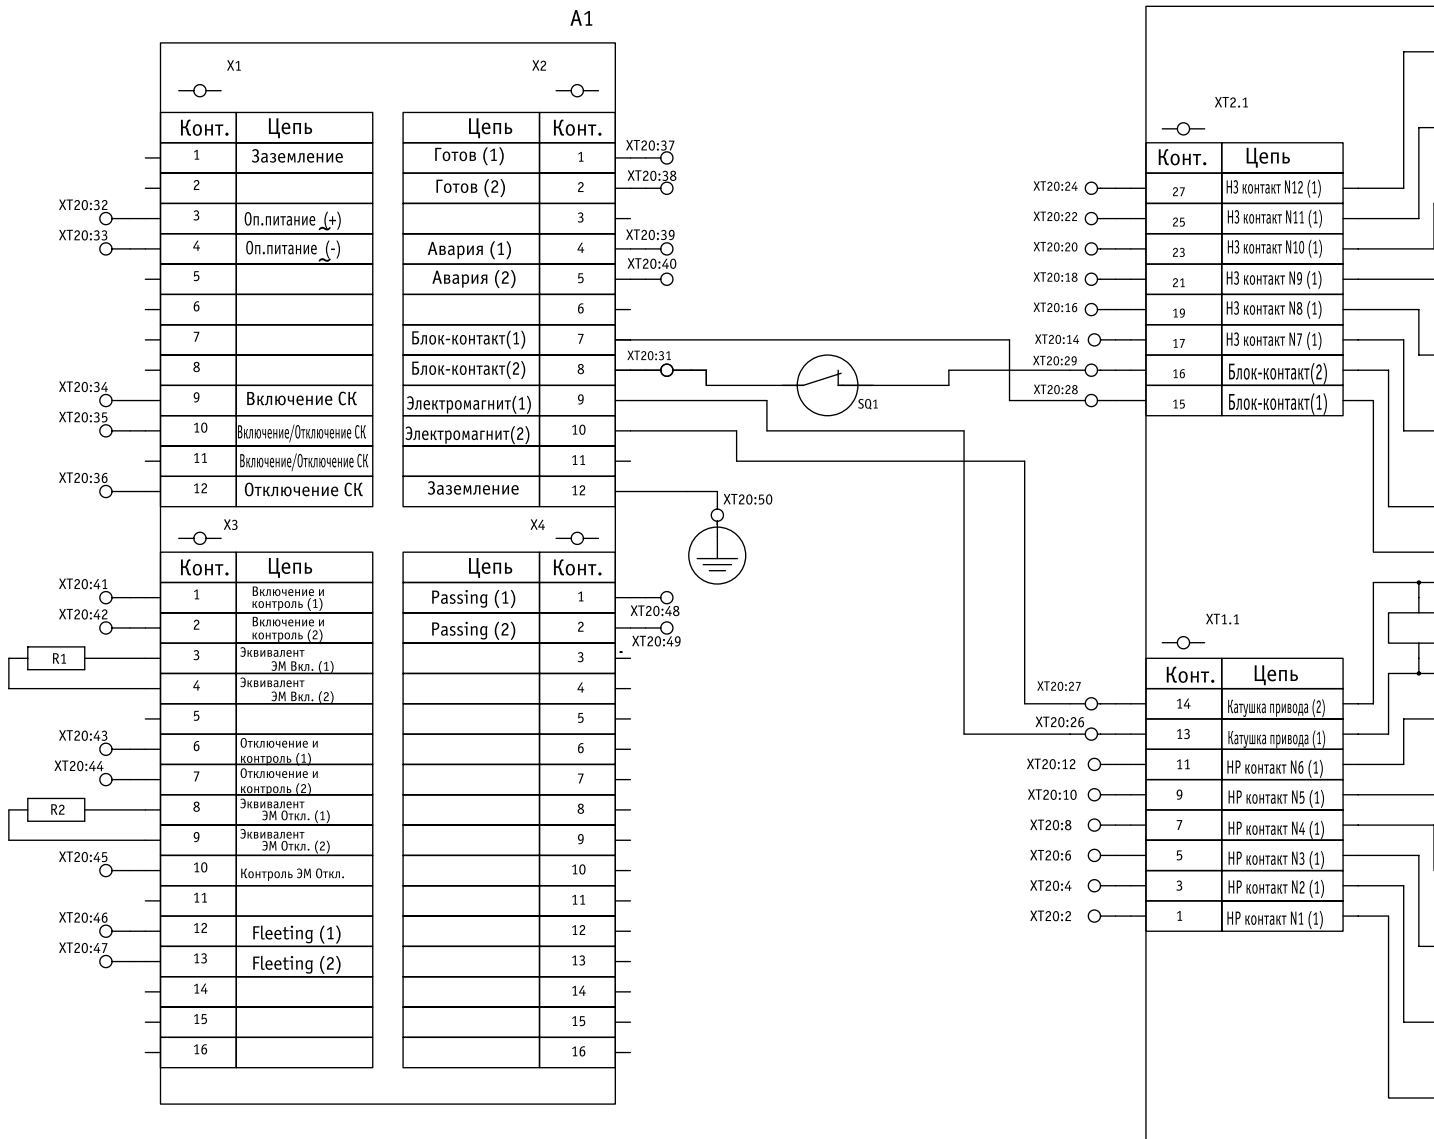 A1
X1
X2
Конт. Цепь
Цепь Конт.
1 Заземление
Готов (1) 1 XT20:37
2
Готов (2) 2 XT20:38
XT20:32 3 Оп.питание (+)
3
~
XT20:33 4 Оп.питание (-)
Авария (1) 4 XT20:39
~
5
Авария (2) 5 XT20:40
6
6
7
Блок-контакт(1) 7
8
Блок-контакт(2) 8 XT20:31
SQ1
XT20:34 9 Включение СК
Электромагнит(1) 9
XT20:35 10 Включение/Отключение СК
Электромагнит(2) 10
11 Включение/Отключение СК
11
XT20:36 12 Отключение СК
Заземление 12
XT20:50
X3
X4
Конт. Цепь
Цепь Конт.
XT20:41 1 Включение и
контроль (1)
Passing (1) 1 XT20:48
XT20:42 2 Включение и
контроль (2)
Passing (2) 2 XT20:49
R1 3 Эквивалент
ЭМ Вкл. (1)
3
4 Эквивалент
ЭМ Вкл. (2)
4
5
5
XT20:43 6 Отключение и
контроль (1)
6
XT20:44 7 Отключение и
контроль (2)
7
R2 8 Эквивалент
ЭМ Откл. (1)
8
9 Эквивалент
ЭМ Откл. (2)
9
XT20:45 10 Контроль ЭМ Откл.
10
11
11
XT20:46 12 Fleeting (1)
12
XT20:47 13 Fleeting (2)
13
14
14
15
15
16
16
XT2.1
Конт. Цепь
XT20:24 27 НЗ контакт N12 (1)
XT20:22 25 НЗ контакт N11 (1)
XT20:20 23 НЗ контакт N10 (1)
XT20:18 21 НЗ контакт N9 (1)
XT20:16 19 НЗ контакт N8 (1)
XT20:14 17 НЗ контакт N7 (1)
XT20:29 16 Блок-контакт(2)
XT20:28 15 Блок-контакт(1)
XT1.1
Конт. Цепь
XT20:27 14 Катушка привода (2)
XT20:26 13 Катушка привода (1)
XT20:12 11 НР контакт N6 (1)
XT20:10 9 НР контакт N5 (1)
XT20:8 7 НР контакт N4 (1)
XT20:6 5 НР контакт N3 (1)
XT20:4 3 НР контакт N2 (1)
XT20:2 1 НР контакт N1 (1)